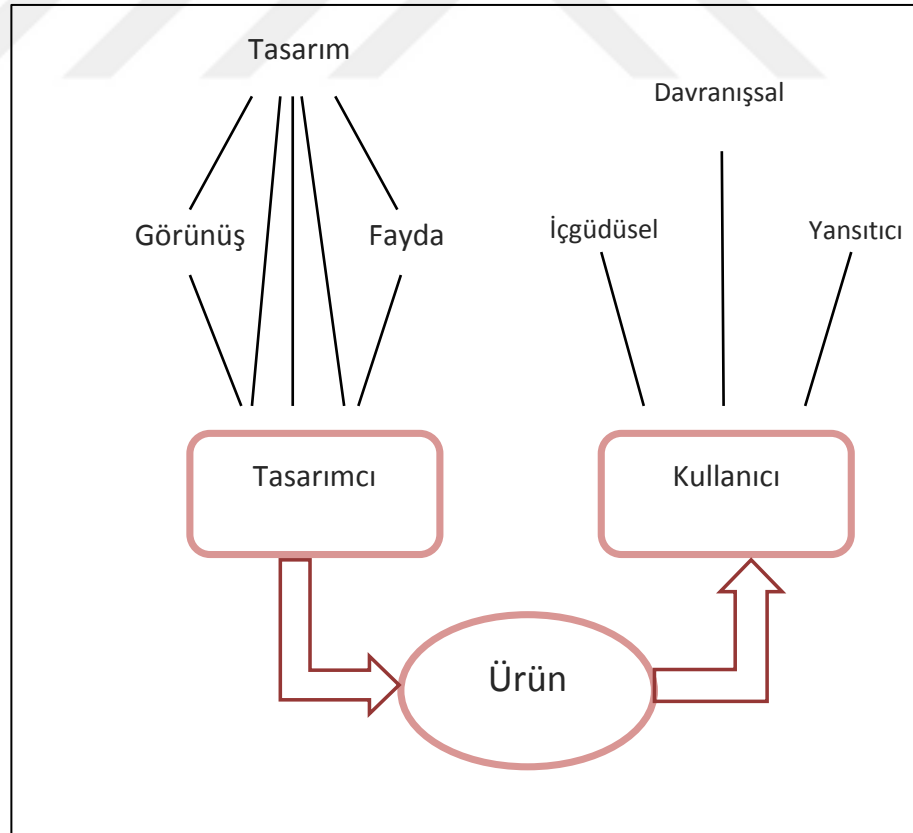 Tasarım
Davranışsal
Görünüş
Fayda
İçgüdüsel
Yansıtıcı
Tasarımcı
Kullanıcı
Ürün